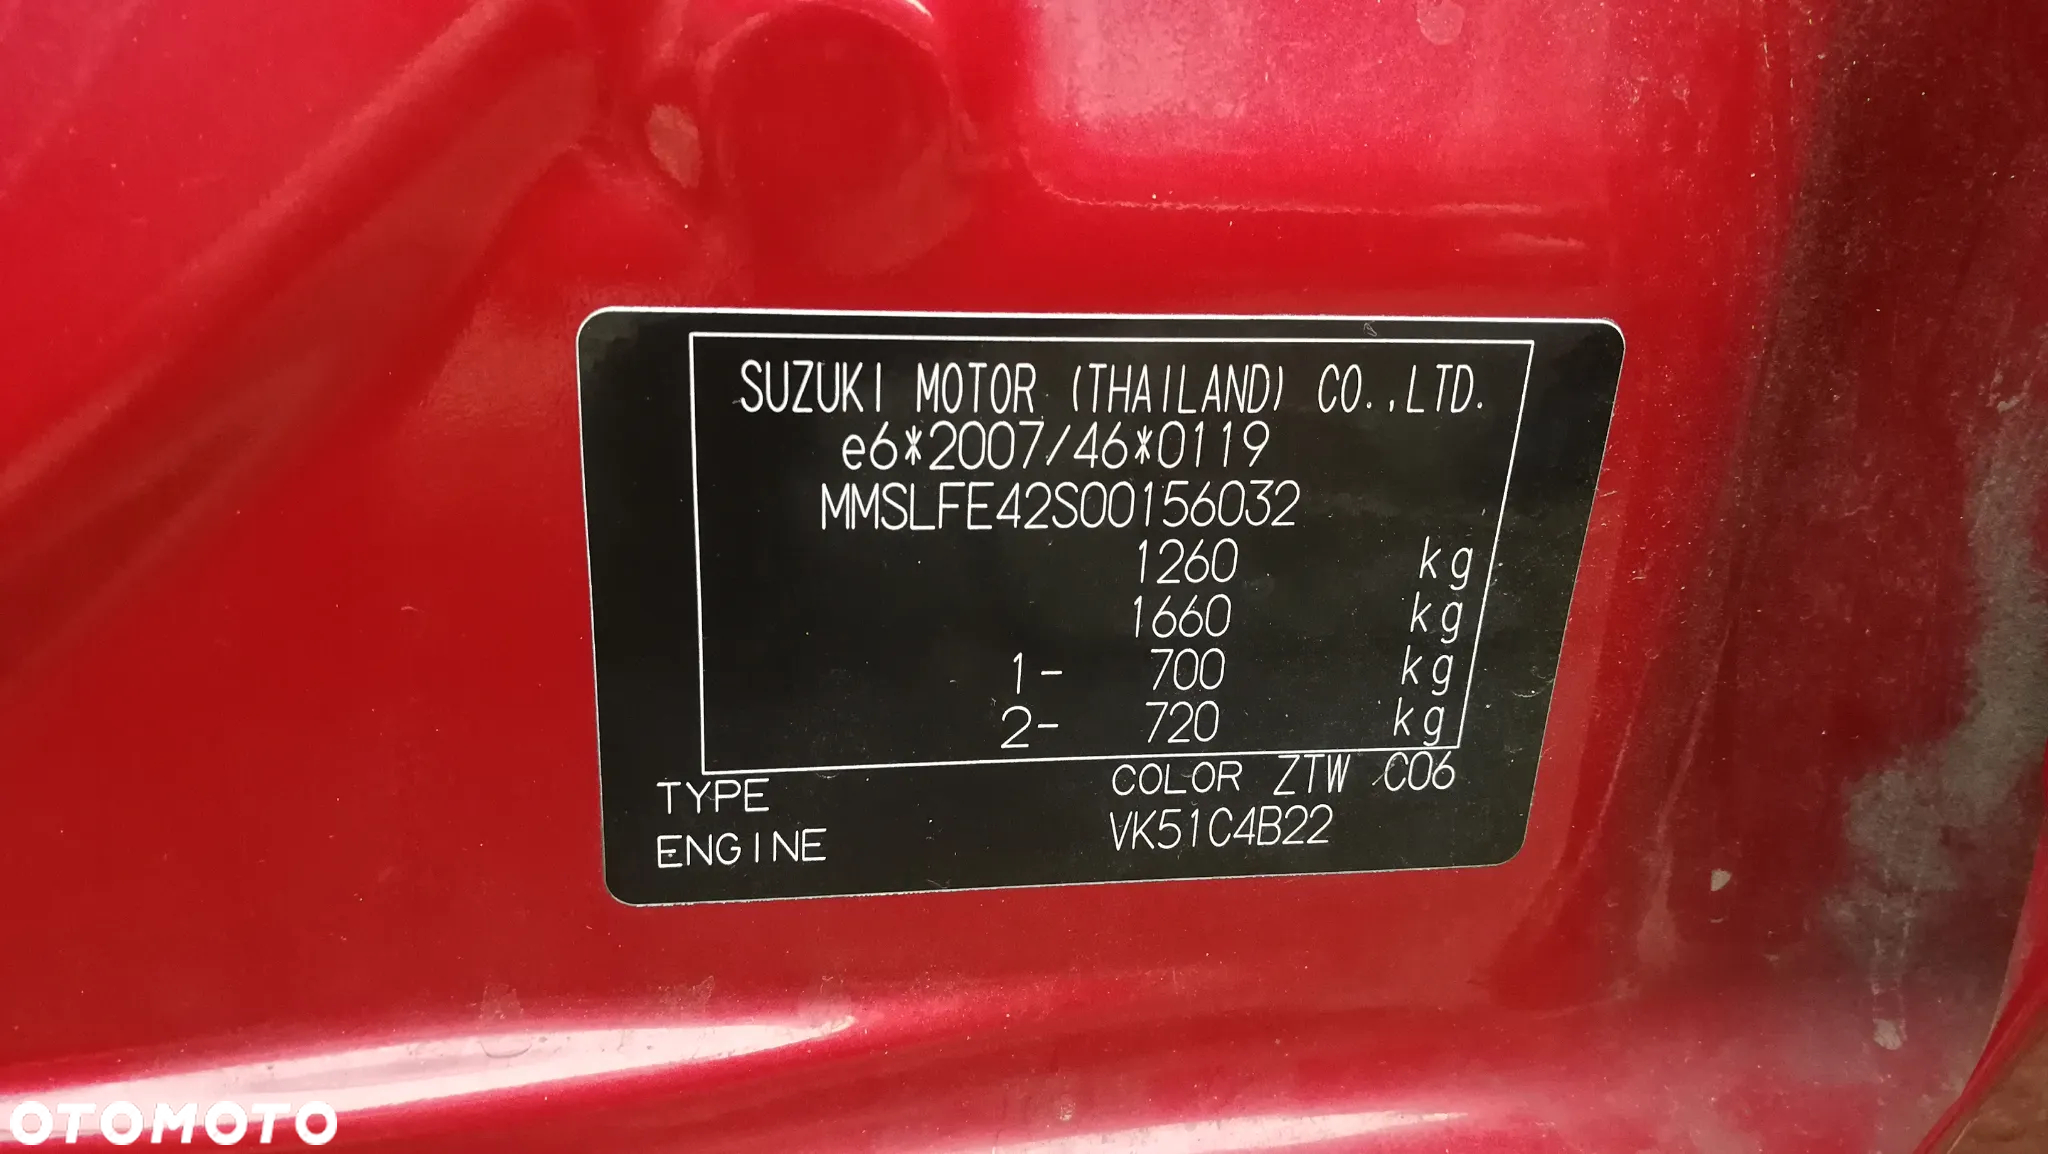 SUZUKI MOTOR (THAILAND) CO.,LTD.
e6*2007/46*0119
MMSLFE42S00156032
1260 kg
1660 kg
1- 700 kg
2- 720 kg
TYPE COLOR ZTW C06
ENGINE VK51C4B22
OTOMOTO